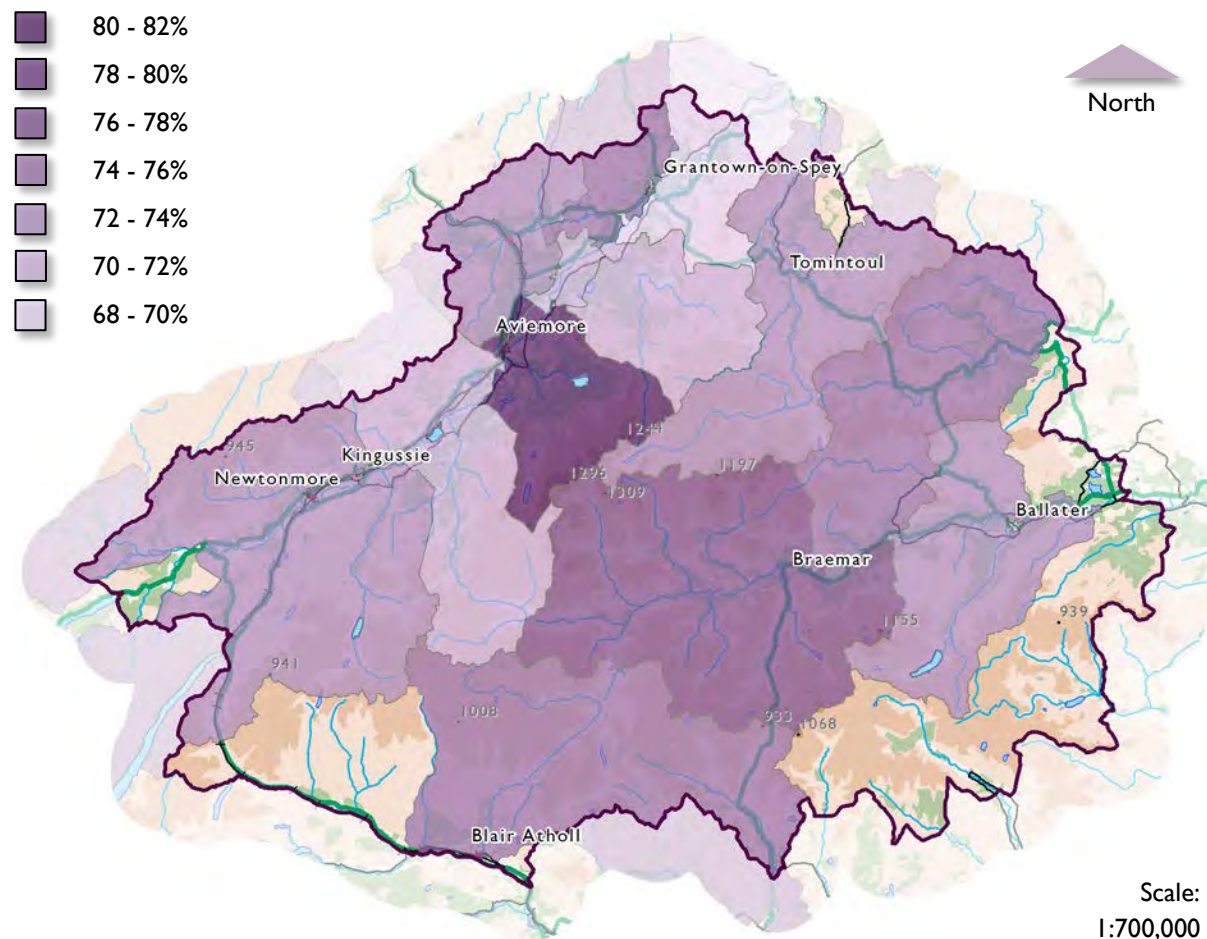 80 - 82%
78 - 80%
76 - 78%
74 - 76%
72 - 74%
70 - 72%
68 - 70%
North
Grantown-on-Spey
Tomintoul
Aviemore
1244
945
Kingussie
Newtonmore
1296
1309
1197
Ballater
Braemar
939
1155
941
1008
933
1068
Blair Atholl
Scale:
1:700,000